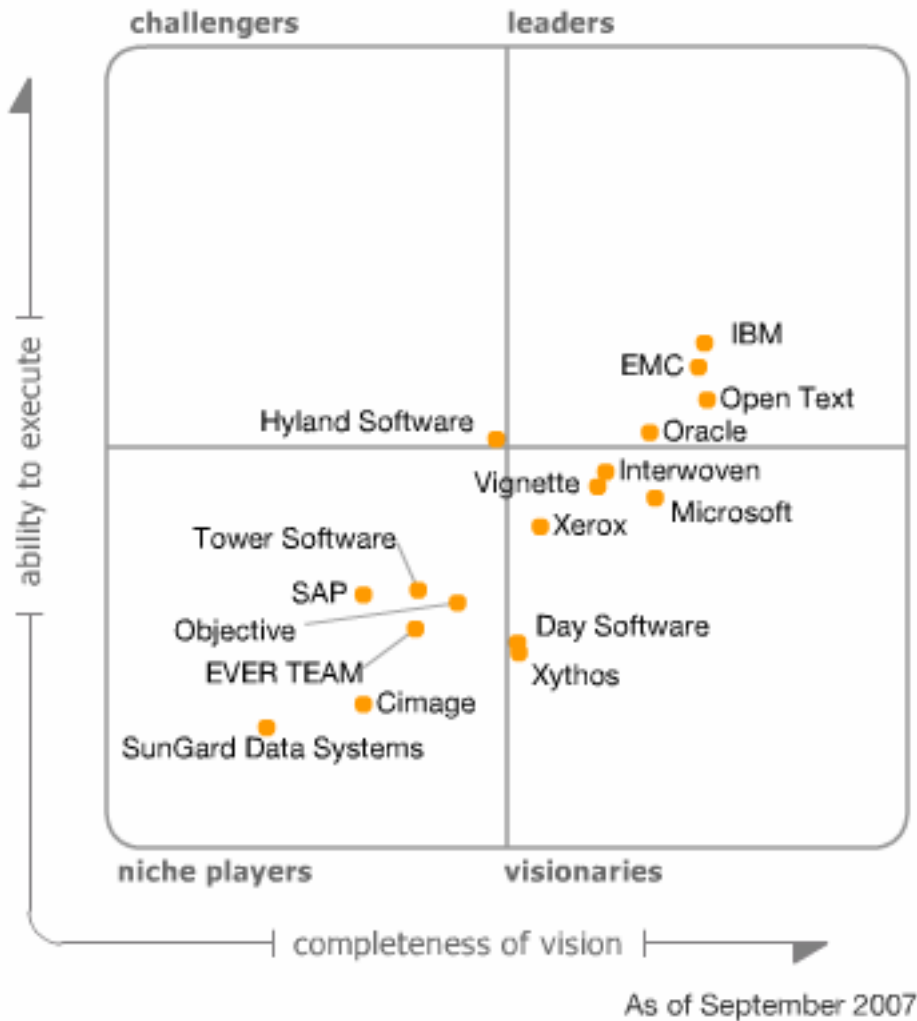 challengers
leaders
ability to execute
IBM
EMC
Open Text
Hyland Software
Oracle
Interwoven
Vignette
Microsoft
Xerox
Tower Software
SAP
Objective
Day Software
EVER TEAM
Xythos
Cimage
SunGard Data Systems
niche players
visionaries
completeness of vision
As of September 2007